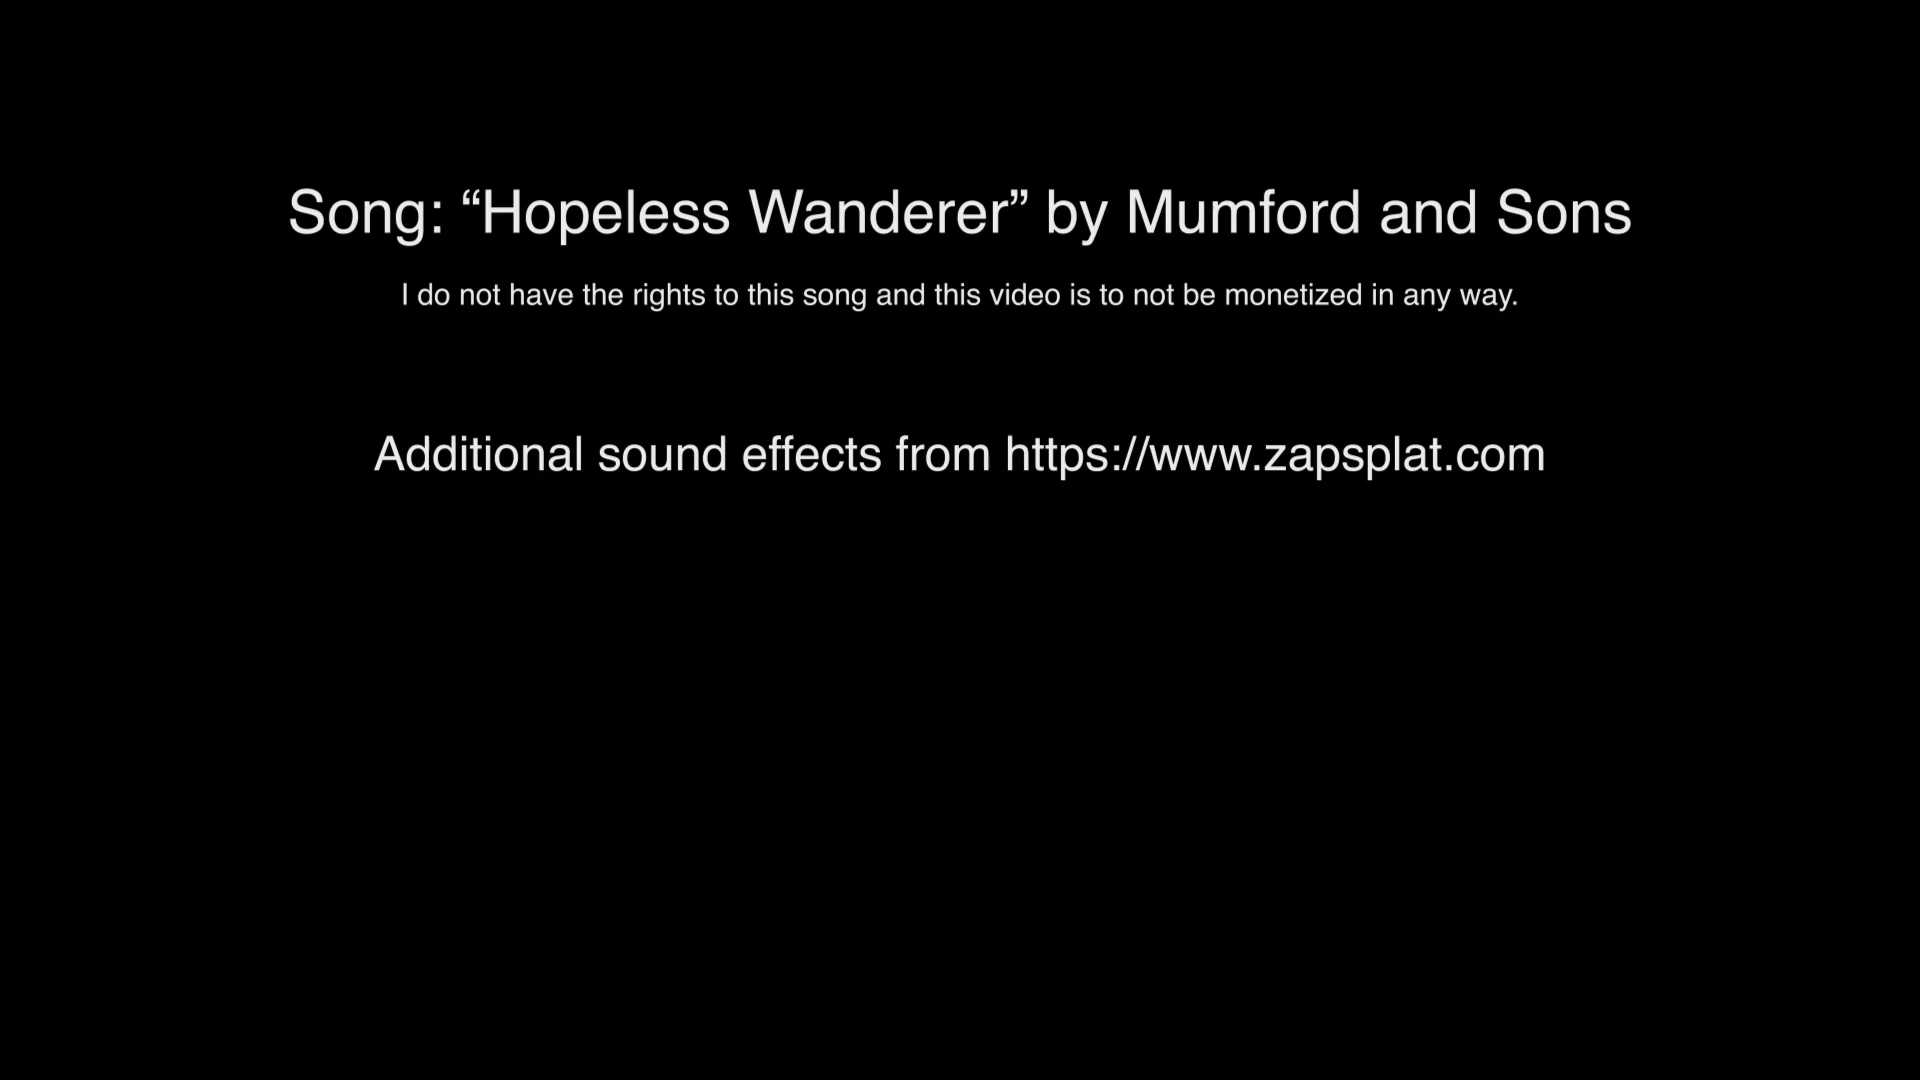 Song: “Hopeless Wanderer” by Mumford and Sons
I do not have the rights to this song and this video is to not be monetized in any way.
Additional sound effects from https://www.zapsplat.com